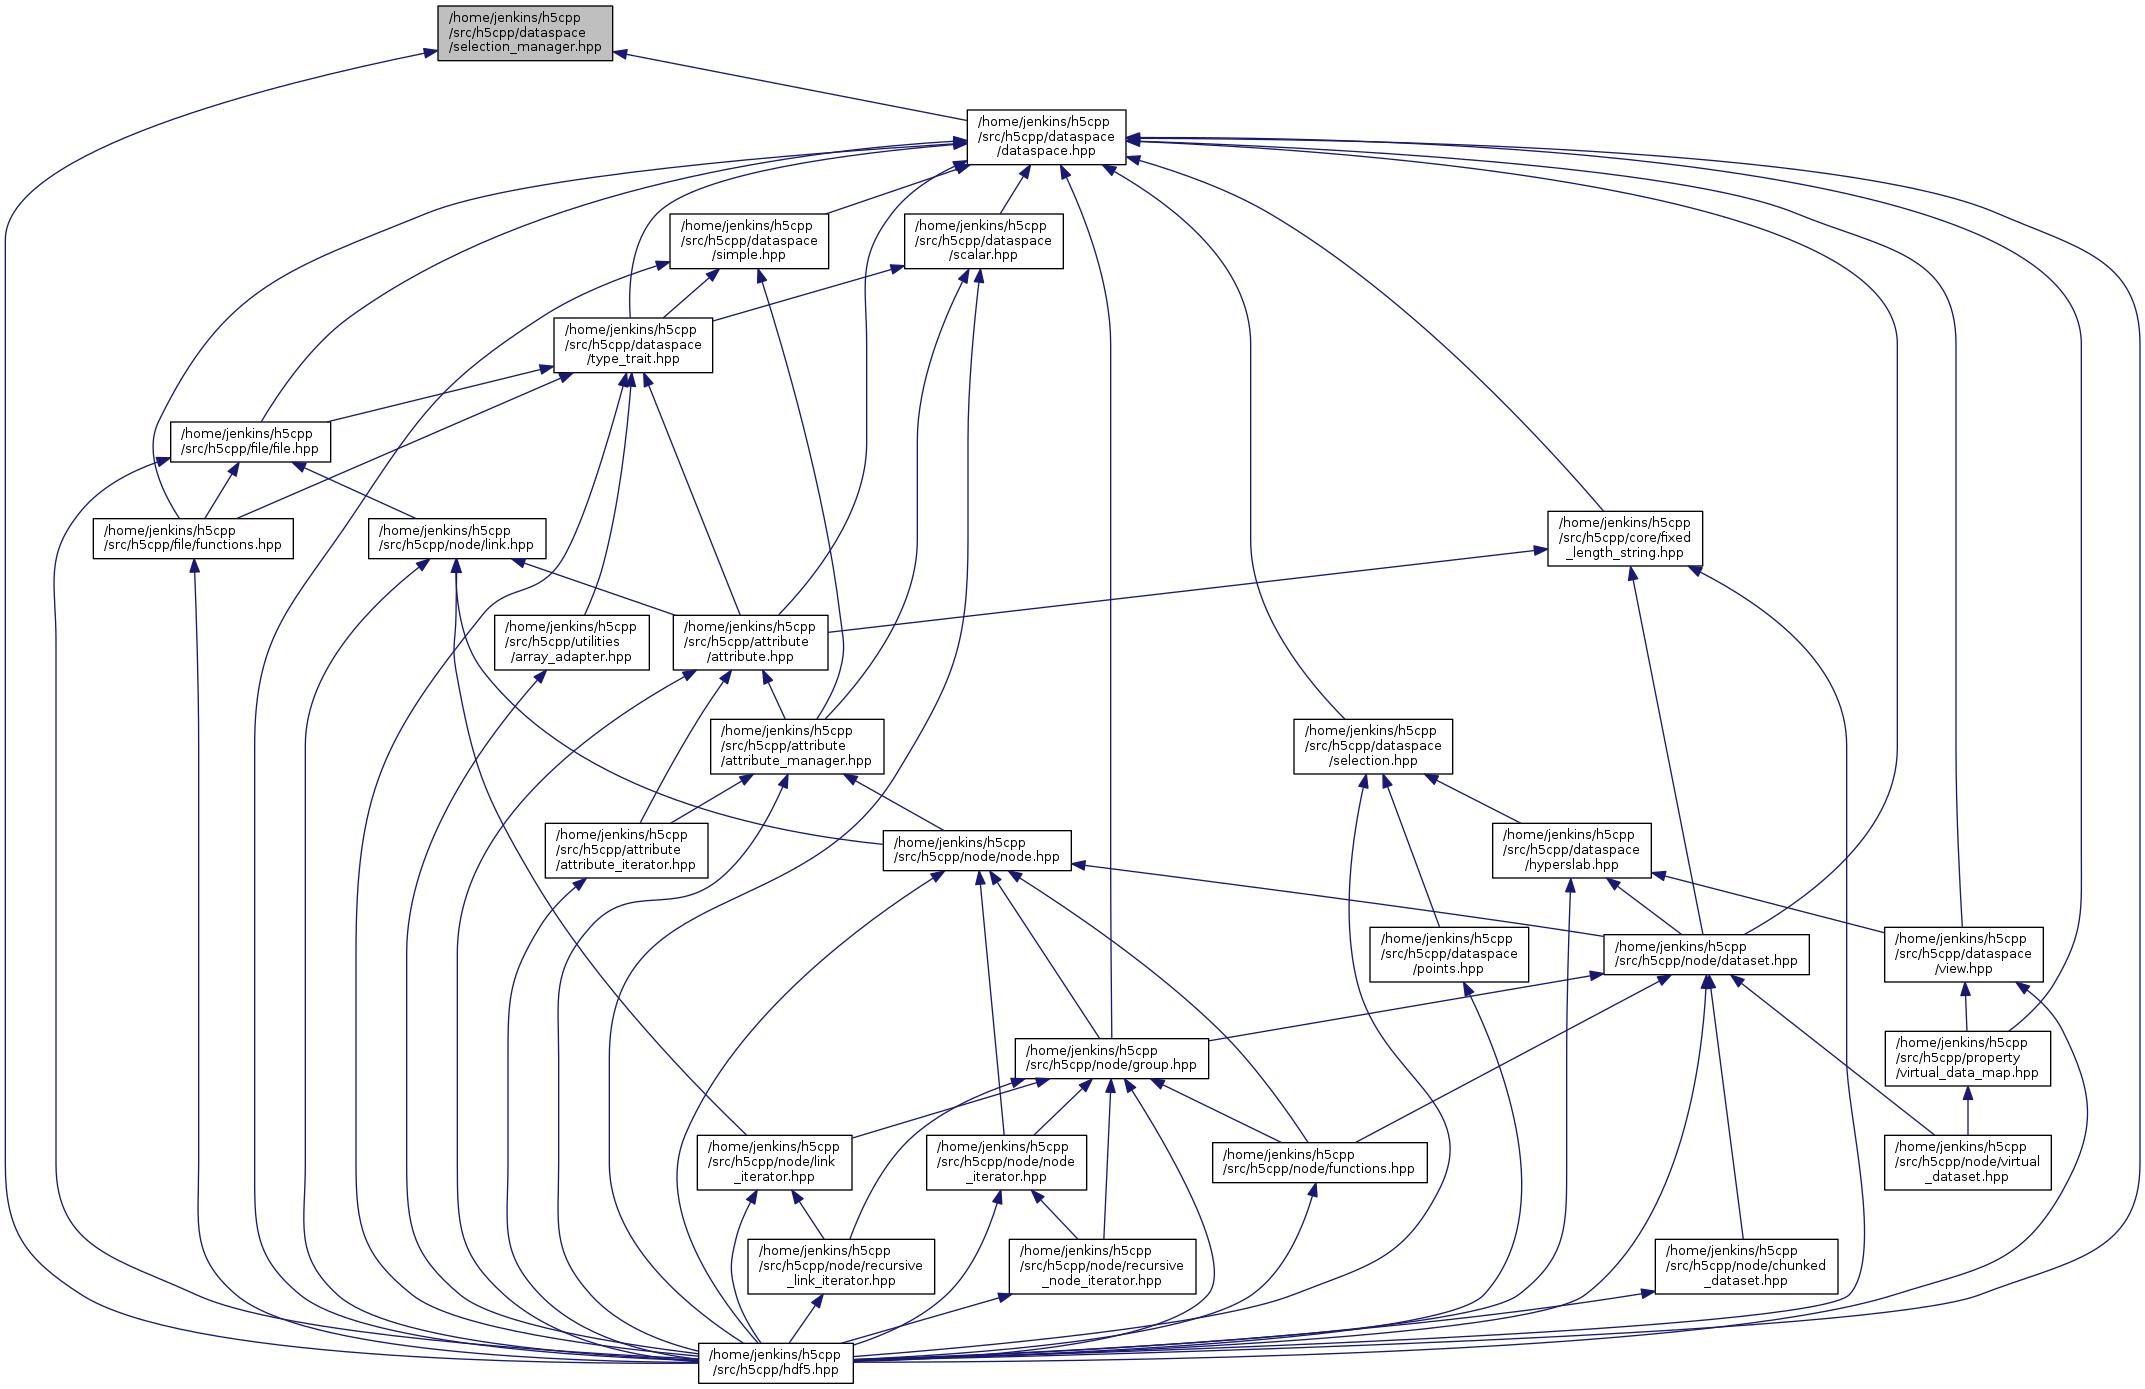 /home/jenkins/h5cpp
/src/h5cpp/dataspace
/selection_manager.hpp
/home/jenkins/h5cpp
/src/h5cpp/dataspace
/dataspace.hpp
/home/jenkins/h5cpp
/src/h5cpp/dataspace
/simple.hpp
/home/jenkins/h5cpp
/src/h5cpp/dataspace
/scalar.hpp
/home/jenkins/h5cpp
/src/h5cpp/dataspace
/type_trait.hpp
/home/jenkins/h5cpp
/src/h5cpp/file/file.hpp
/home/jenkins/h5cpp
/src/h5cpp/file/functions.hpp
/home/jenkins/h5cpp
/src/h5cpp/node/link.hpp
/home/jenkins/h5cpp
/src/h5cpp/core/fixed
_length_string.hpp
/home/jenkins/h5cpp
/src/h5cpp/utilities
/array_adapter.hpp
/home/jenkins/h5cpp
/src/h5cpp/attribute
/attribute.hpp
/home/jenkins/h5cpp
/src/h5cpp/attribute
/attribute_manager.hpp
/home/jenkins/h5cpp
/src/h5cpp/dataspace
/selection.hpp
/home/jenkins/h5cpp
/src/h5cpp/attribute
/attribute_iterator.hpp
/home/jenkins/h5cpp
/src/h5cpp/node/node.hpp
/home/jenkins/h5cpp
/src/h5cpp/dataspace
/hyperslab.hpp
/home/jenkins/h5cpp
/src/h5cpp/dataspace
/points.hpp
/home/jenkins/h5cpp
/src/h5cpp/node/dataset.hpp
/home/jenkins/h5cpp
/src/h5cpp/dataspace
/view.hpp
/home/jenkins/h5cpp
/src/h5cpp/node/group.hpp
/home/jenkins/h5cpp
/src/h5cpp/property
/virtual_data_map.hpp
/home/jenkins/h5cpp
/src/h5cpp/node/link
_iterator.hpp
/home/jenkins/h5cpp
/src/h5cpp/node/node
_iterator.hpp
/home/jenkins/h5cpp
/src/h5cpp/node/functions.hpp
/home/jenkins/h5cpp
/src/h5cpp/node/virtual
_dataset.hpp
/home/jenkins/h5cpp
/src/h5cpp/node/recursive
_link_iterator.hpp
/home/jenkins/h5cpp
/src/h5cpp/node/recursive
_node_iterator.hpp
/home/jenkins/h5cpp
/src/h5cpp/node/chunked
_dataset.hpp
/home/jenkins/h5cpp
/src/h5cpp/hdf5.hpp